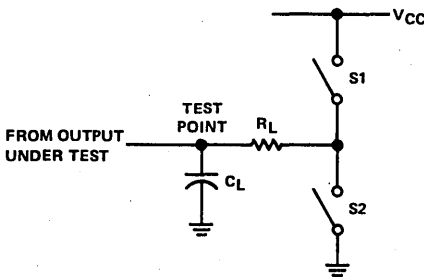 VCC
S1
TEST
POINT
RL
FROM OUTPUT
UNDER TEST
CL
S2